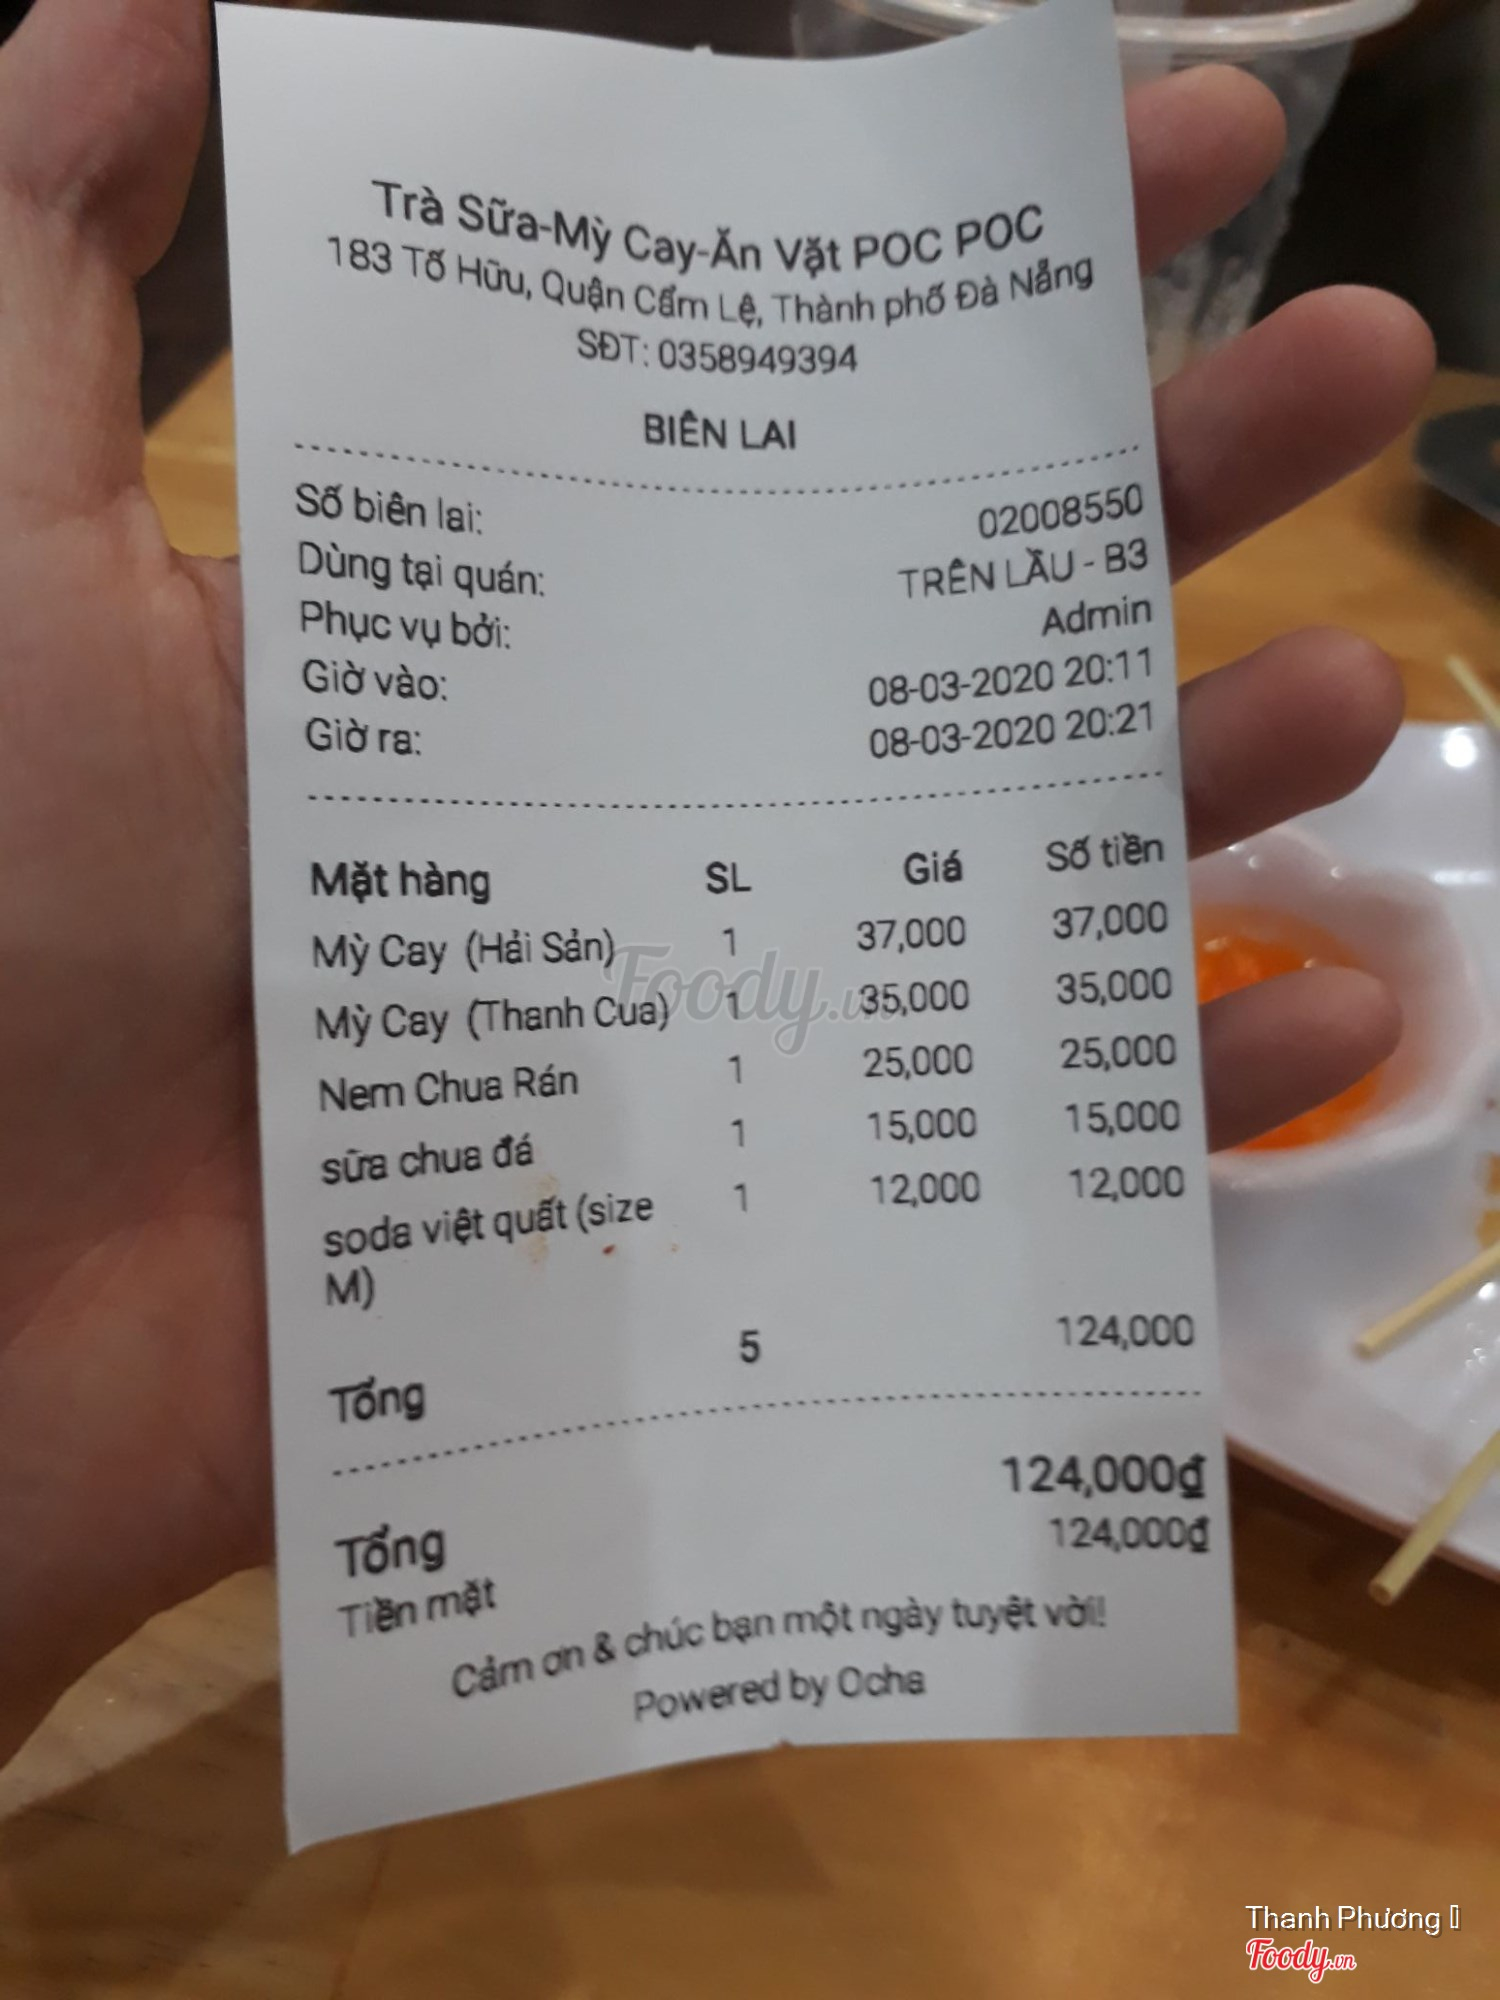 Trà Sữa-Mỳ Cay-Ăn Vặt POC POC
183 Tố Hữu, Quận Cẩm Lệ, Thành phố Đà Nẵng
SĐT: 0358949394
BIÊN LAI
Số biên lai: 02008550
Dùng tại quán: TRÊN LẦU - B3
Phục vụ bởi: Admin
Giờ vào: 08-03-2020 20:11
Giờ ra: 08-03-2020 20:21
Mặt hàng SL Giá Số tiền
Mỳ Cay (Hải Sản) 1 37,000 37,000
Mỳ Cay (Thanh Cua) 1 35,000 35,000
Nem Chua Rán 1 25,000 25,000
sữa chua đá 1 15,000 15,000
soda việt quất (size 1 12,000 12,000
M)
Tổng 5 124,000
Tổng 124,000₫
Tiền mặt 124,000₫
Cảm ơn & chúc bạn một ngày tuyệt vời!
Powered by Ocha
Foody.vn
Thanh Phương
Foody.vn